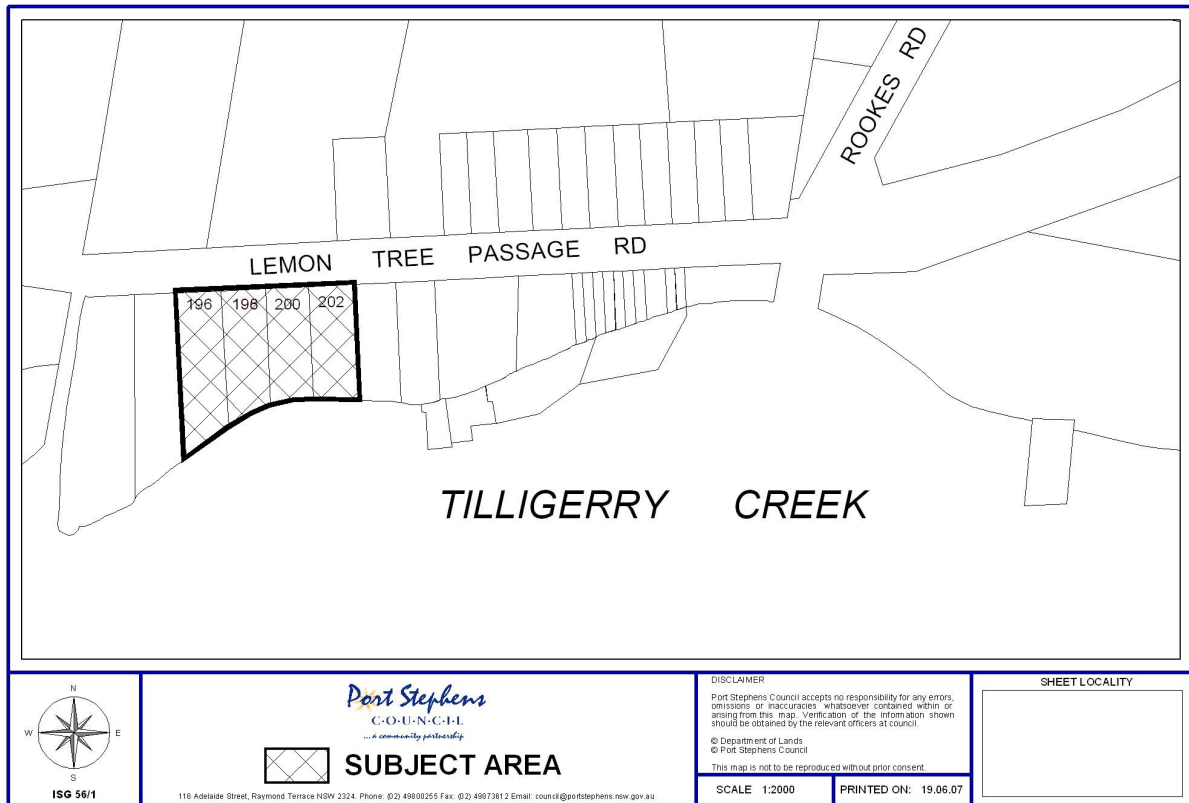 ROOKES RD
LEMON TREE PASSAGE RD
196 198 200 202
TILLIGERRY CREEK
N
W E
S
ISG 56/1
Port Stephens
C·O·U·N·C·I·L
... a community partnership
SUBJECT AREA
116 Adelaide Street, Raymond Terrace NSW 2324. Phone: (02) 49800255 Fax: (02) 49873612 Email: council@portstephens.nsw.gov.au
DISCLAIMER
Port Stephens Council accepts no responsibility for any errors,
omissions or inaccuracies whatsoever contained within or
arising from this map. Verification of the information shown
should be obtained by the relevant officers at council.
© Department of Lands
© Port Stephens Council
This map is not to be reproduced without prior consent.
SCALE 1:2000
PRINTED ON: 19.06.07
SHEET LOCALITY